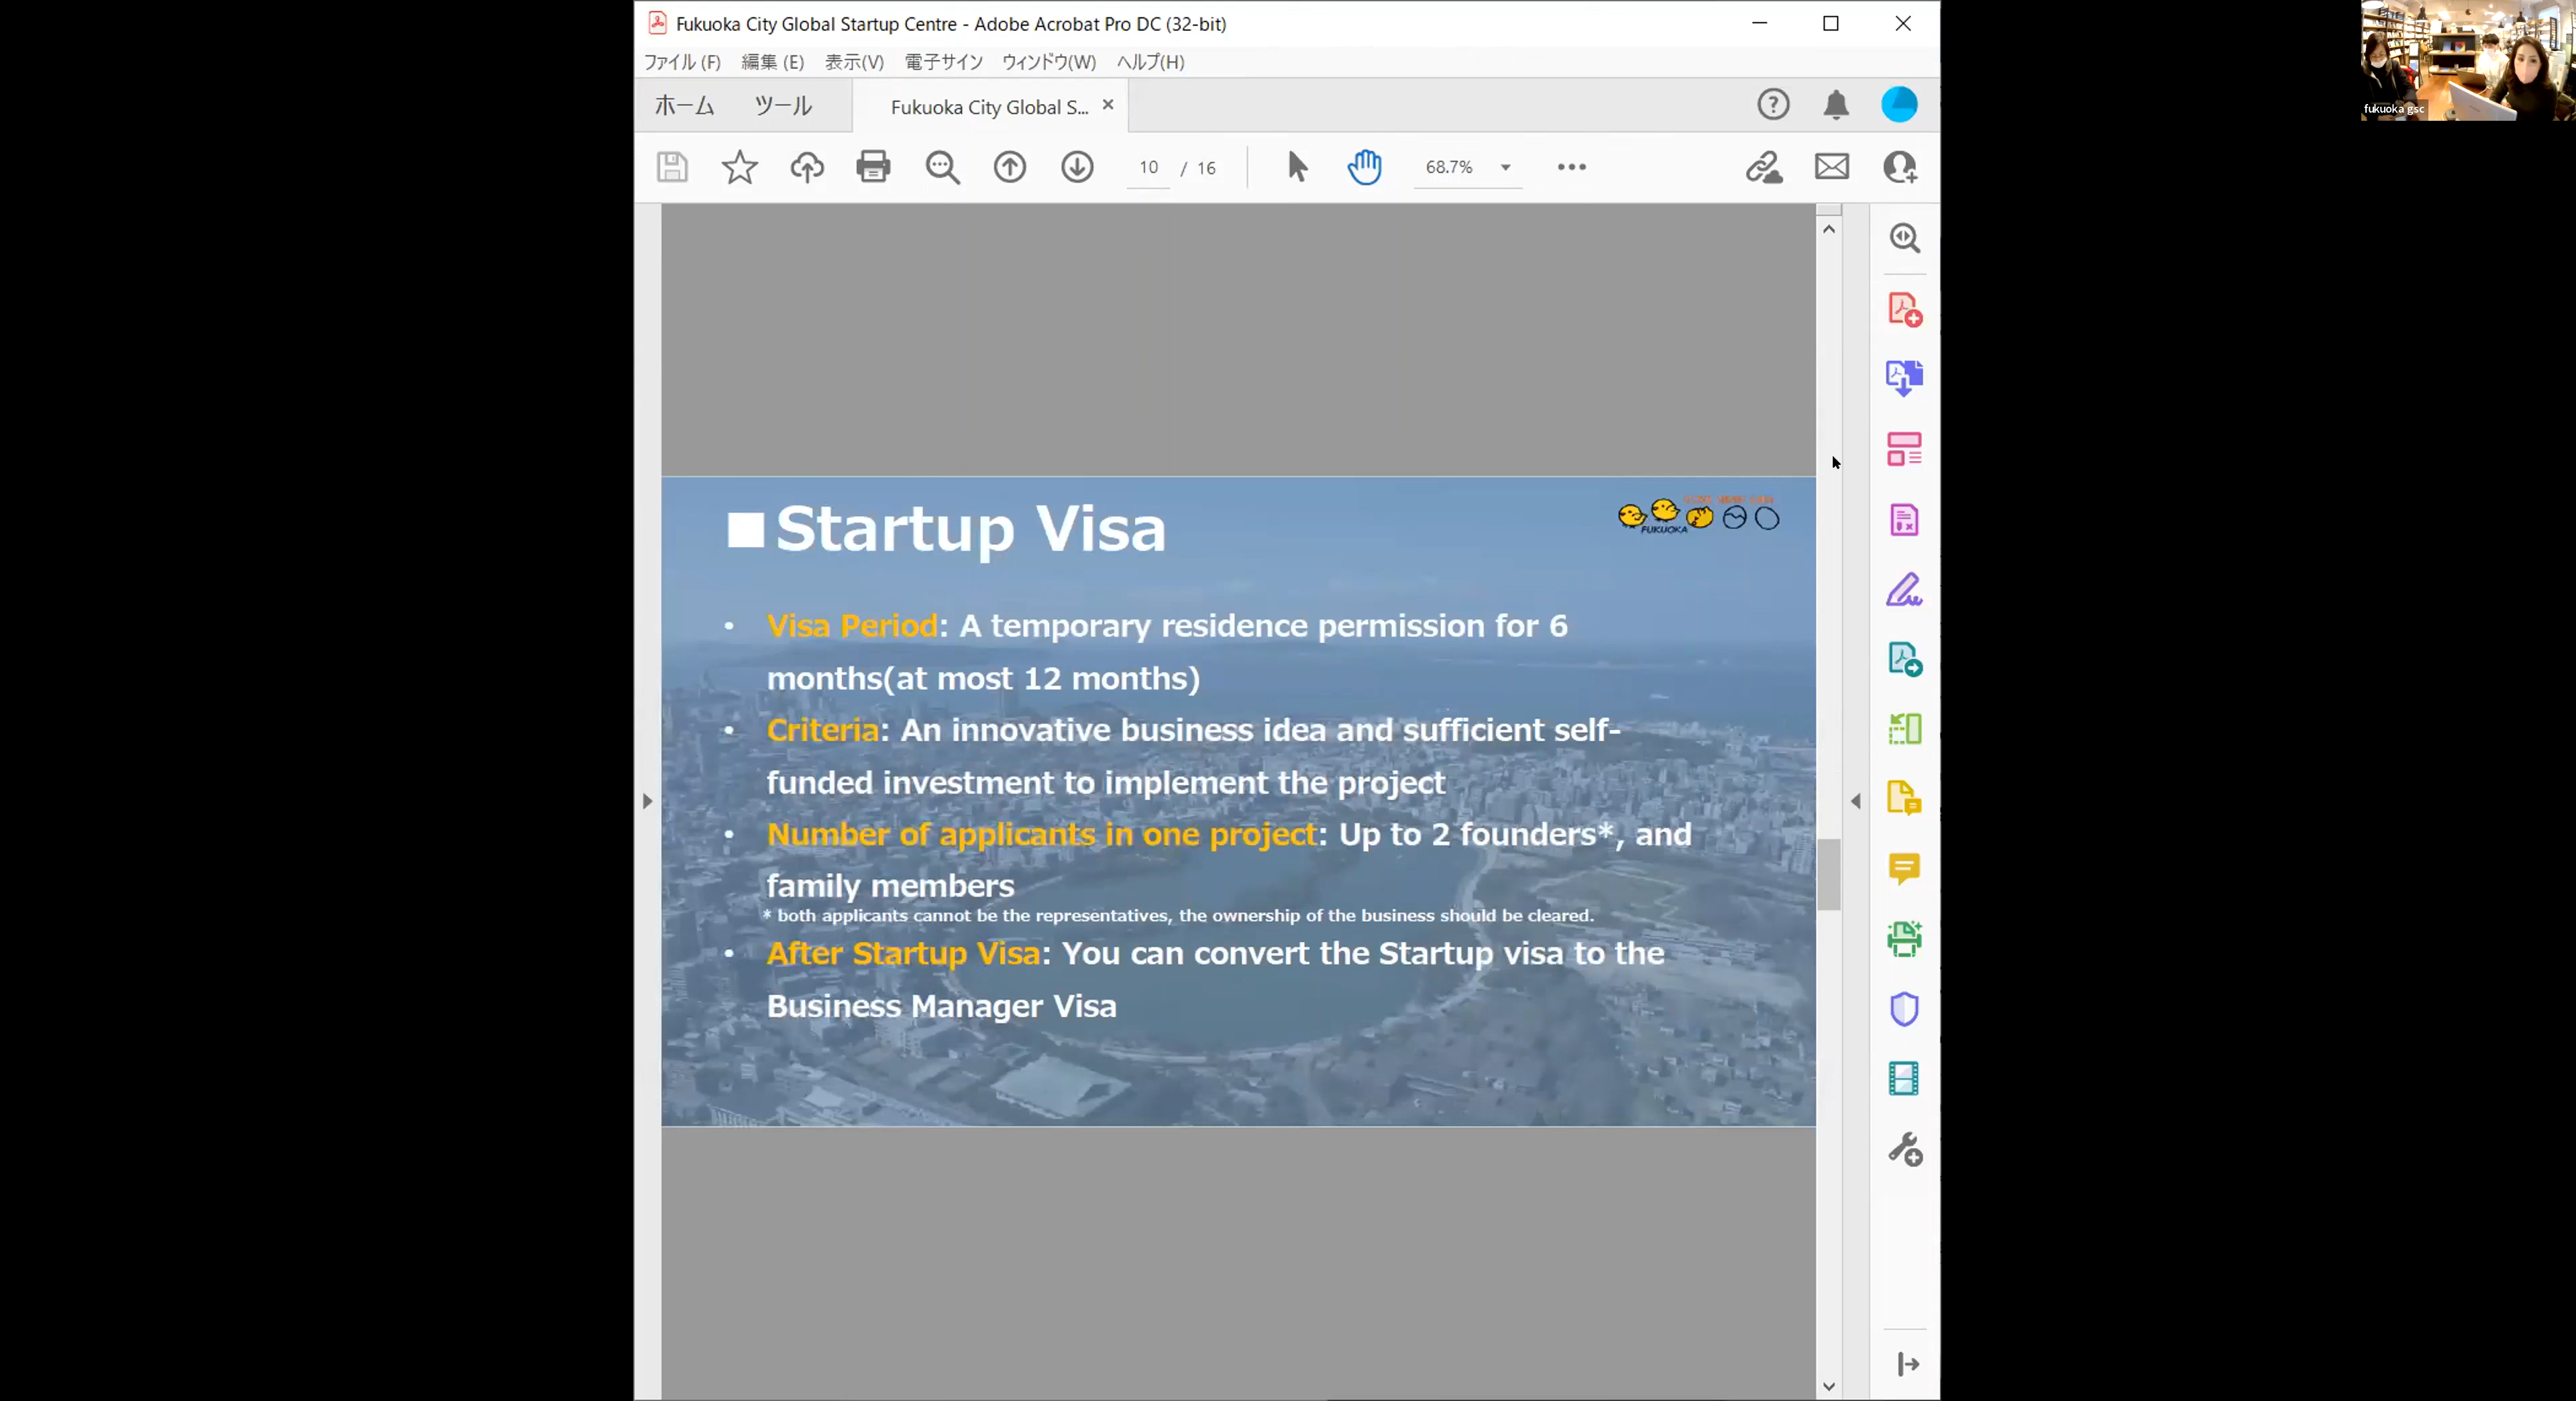 Fukuoka City Global Startup Centre - Adobe Acrobat Pro DC (32-bit)
ファイル (F) 編集 (E) 表示(V) 電子サイン ウィンドウ(W) ヘルプ(H)
ホーム ツール Fukuoka City Global S...
10 / 16 68.7%
fukuoka gsc
■Startup Visa
FUKUOKA
• Visa Period: A temporary residence permission for 6
months(at most 12 months)
• Criteria: An innovative business idea and sufficient self-
funded investment to implement the project
• Number of applicants in one project: Up to 2 founders*, and
family members
* both applicants cannot be the representatives, the ownership of the business should be cleared.
• After Startup Visa: You can convert the Startup visa to the
Business Manager Visa